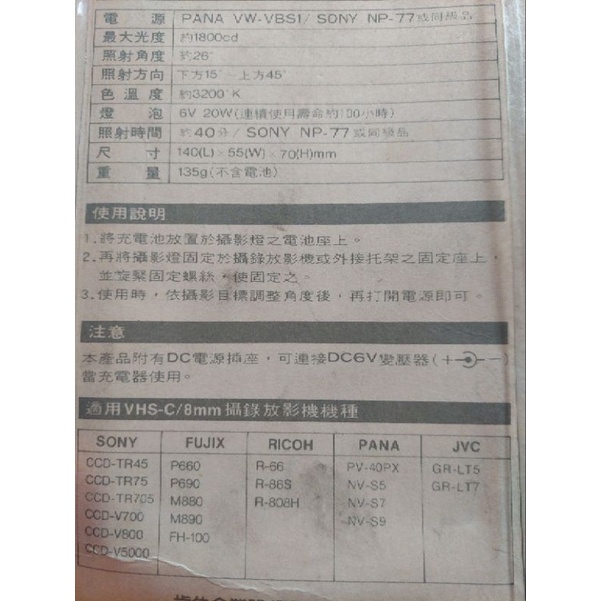 電源 PANA VW-VBS1/ SONY NP-77或同級品
最大光度 約1800cd
照射角度 約26°
照射方向 下方15° 上方45°
色溫度 約3200°K
燈泡 6V 20W(連續使用壽命約100小時)
照射時間 約40分/ SONY NP-77或同級品
尺寸 140(L)×55(W)×70(H)mm
重量 135g(不含電池)
使用說明
1.將充電池放置於攝影燈之電池座上。
2.再將攝影燈固定於攝錄放影機或外接托架之固定座上,
並旋緊固定螺絲,使固定之。
3.使用時,依攝影目標調整角度後,再打開電源即可。
注意
本產品附有DC電源插座,可連接DC6V變壓器(+ -)
當充電器使用。
適用VHS-C/8mm攝錄放影機機種
SONY FUJIX RICOH PANA JVC
CCD-TR45 P660 R-66 PV-40PX GR-LT5
CCD-TR75 P690 R-86S NV-S5 GR-LT7
CCD-TR705 M880 R-808H NV-S7
CCD-V700 M890 NV-S9
CCD-V800 FH-100
CCD-V5000